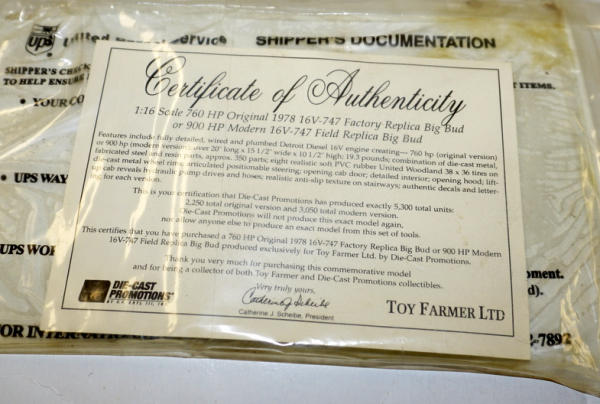 ups United Parcel Service SHIPPER'S DOCUMENTATION
SHIPPER'S CHECK
TO HELP ENSURE
T ITEMS.
• YOUR CO
Certificate of Authenticity
1:16 Scale 760 HP Original 1978 16V-747 Factory Replica Big Bud
or 900 HP Modern 16V-747 Field Replica Big Bud
Features include fully detailed, wired and plumbed Detroit Diesel 16V engine creating— 760 hp (original version)
or 900 hp (modern version); over 20" long x 15 1/2" wide x 10 1/2" high; 19.3 pounds; combination of die-cast metal,
fabricated steel and resin parts, approx. 350 parts; eight realistic soft PVC rubber United Woodland 38 x 36 tires on
die-cast metal wheel rims; articulated positionable steering; opening cab door; detailed interior; opening hood; lift-
up cab reveals hydraulic pump drives and hoses; realistic anti-slip texture on stairways; authentic decals and letter-
ing for each version.
This is your certification that Die-Cast Promotions has produced exactly 5,300 total units:
2,250 total original version and 3,050 total modern version.
Die-Cast Promotions will not produce this exact model again,
nor allow anyone else to produce an exact model from this set of tools.
This certifies that you have purchased a 760 HP Original 1978 16V-747 Factory Replica Big Bud or 900 HP Modern
16V-747 Field Replica Big Bud produced exclusively for Toy Farmer Ltd. by Die-Cast Promotions.
Thank you very much for purchasing this commemorative model
and for being a collector of both Toy Farmer and Die-Cast Promotions collectibles.
Very truly yours,
Catherine J. Scheibe
Catherine J. Scheibe, President
DIE-CAST
PROMOTIONS
TOY FARMER LTD
• UPS WAY
UPS WOR
pment.
d).
OR INTERNATION
2-7892